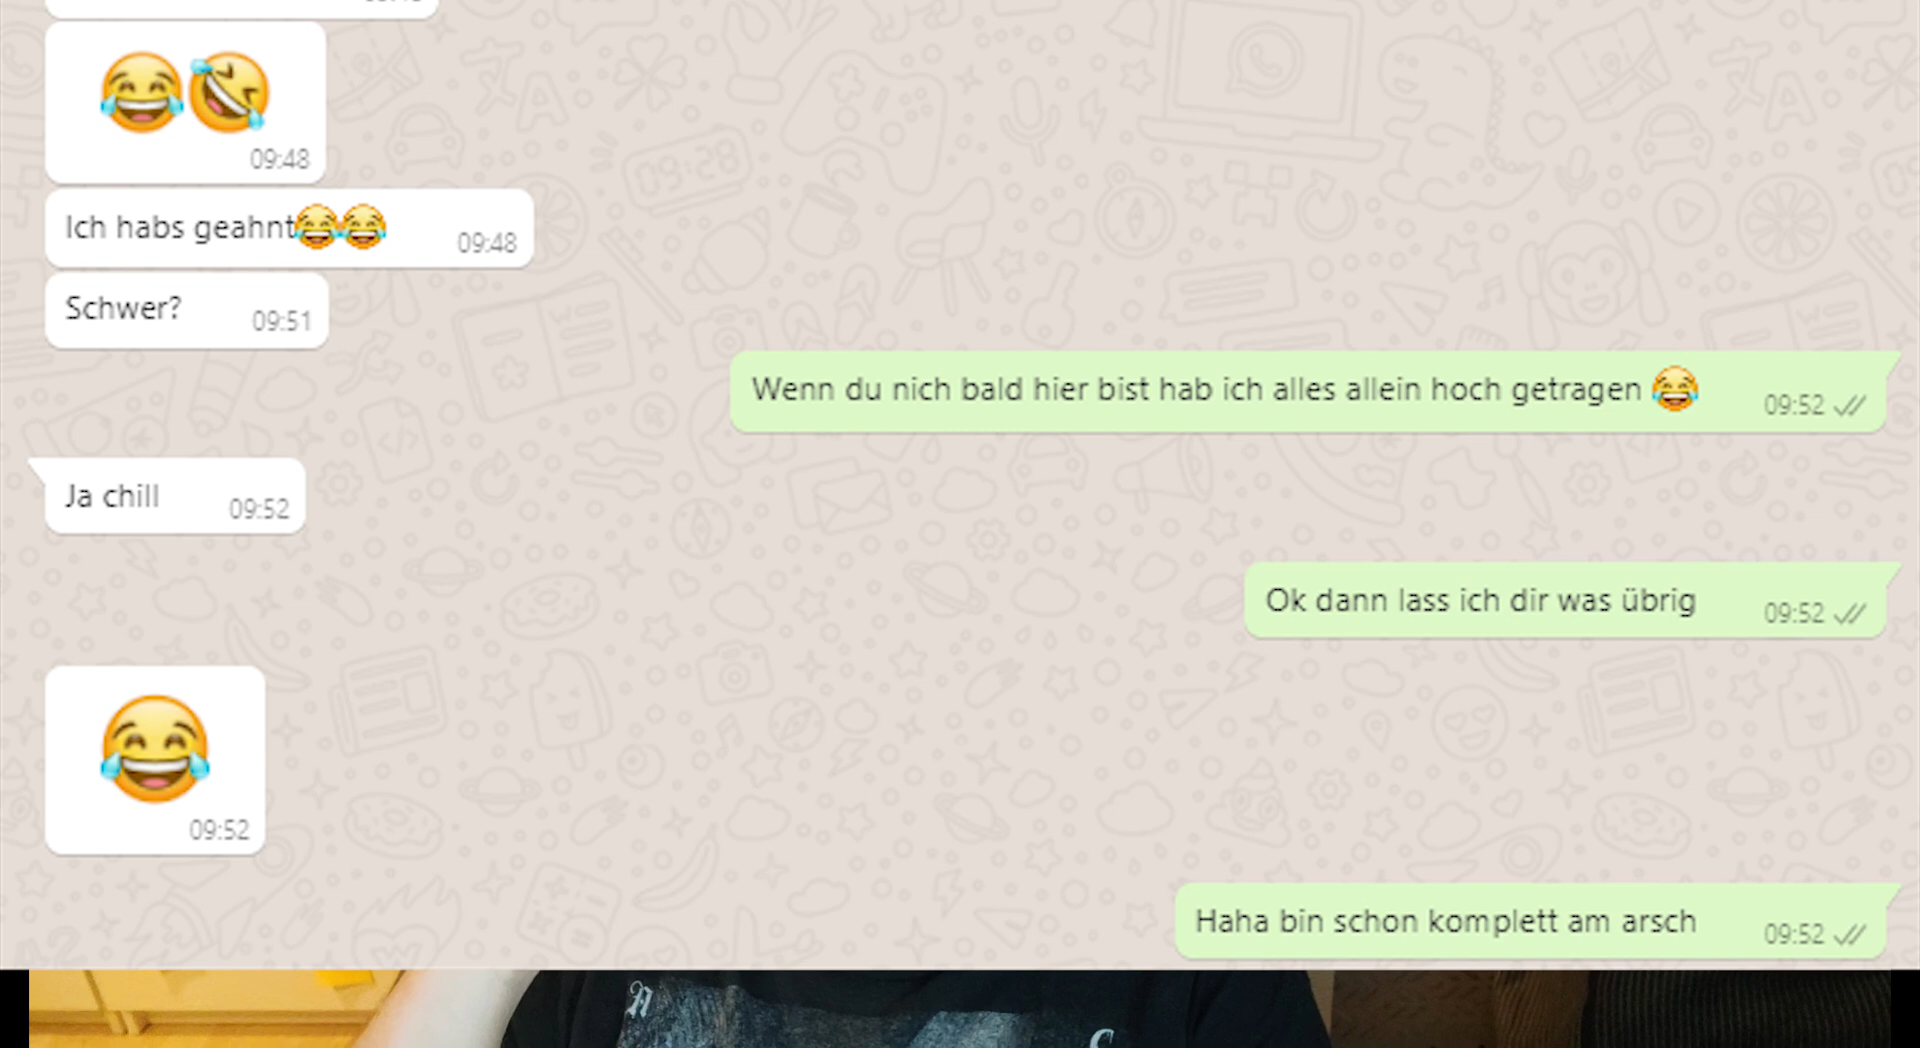 😂🤣
09:48
Ich habs geahnt😂😂 09:48
Schwer? 09:51
Wenn du nich bald hier bist hab ich alles allein hoch getragen 😂 09:52
Ja chill 09:52
Ok dann lass ich dir was übrig 09:52
😂
09:52
Haha bin schon komplett am arsch 09:52